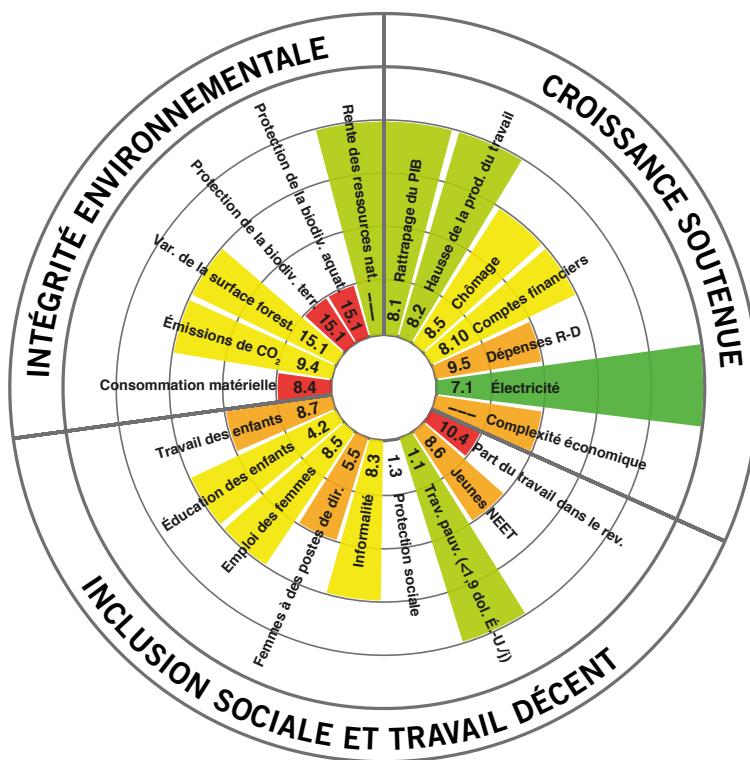 INTÉGRITÉ ENVIRONNEMENTALE
CROISSANCE SOUTENUE
INCLUSION SOCIALE ET TRAVAIL DÉCENT
8.1 Rattrapage du PIB
8.2 Hausse de la prod. du travail
8.5 Chômage
8.10 Comptes financiers
9.5 Dépenses R-D
7.1 Électricité
--- Complexité économique
10.4 Part du travail dans le rev.
8.6 Jeunes NEET
1.1 Trav. pauv. (<1,9 dol. É.-U./j)
1.3 Protection sociale
8.3 Informalité
5.5 Femmes à des postes de dir.
8.5 Emploi des femmes
4.2 Éducation des enfants
8.7 Travail des enfants
8.4 Consommation matérielle
9.4 Émissions de CO2
15.1 Var. de la surface forest.
15.1 Protection de la biodiv. terr.
15.1 Protection de la biodiv. aquat.
--- Rente des ressources nat.